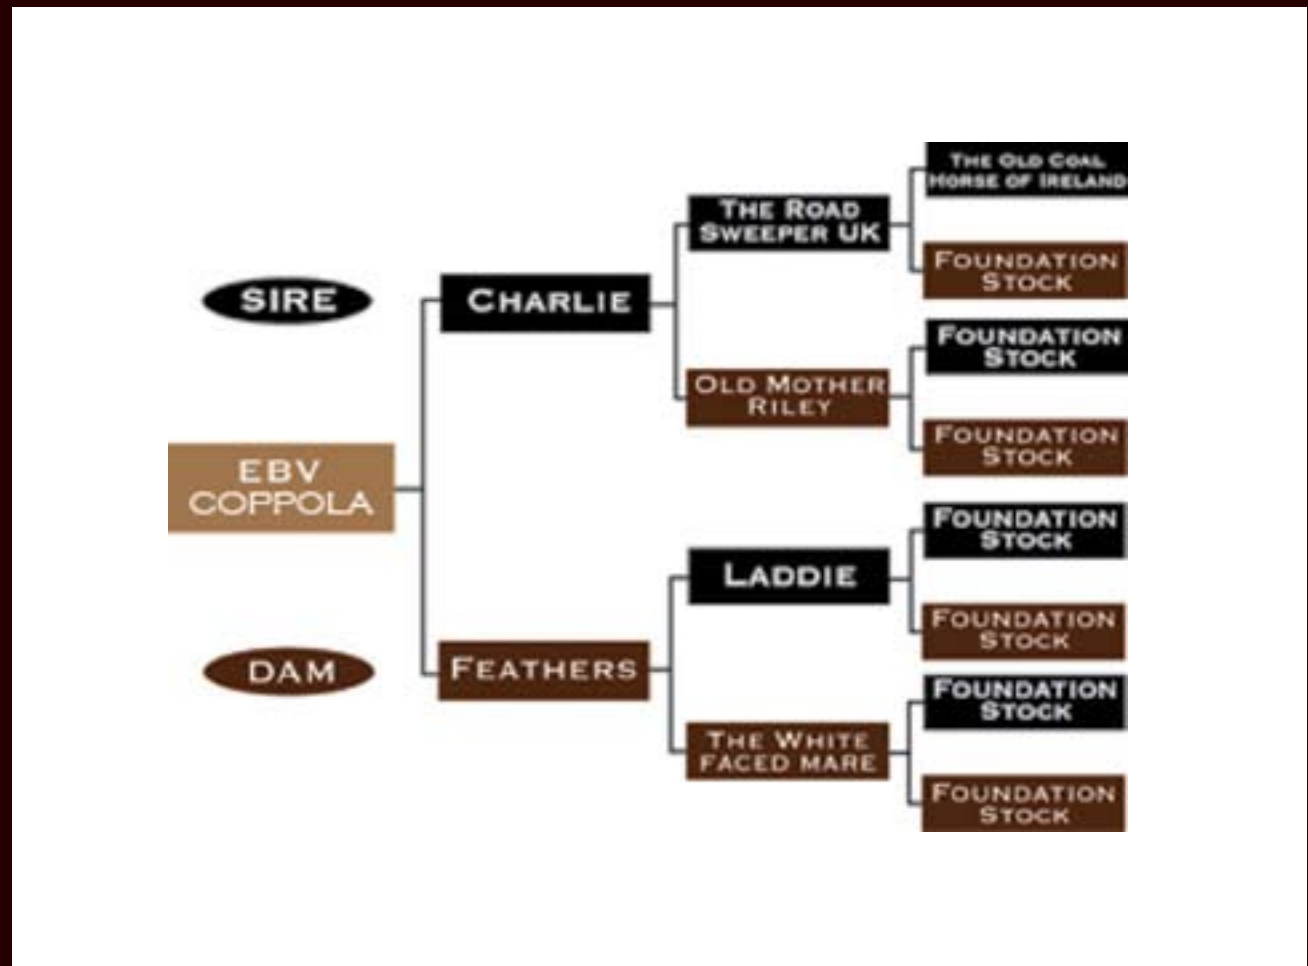 THE OLD COAL
HORSE OF IRELAND
THE ROAD
SWEEPER UK
FOUNDATION
STOCK
SIRE
CHARLIE
FOUNDATION
STOCK
OLD MOTHER
RILEY
FOUNDATION
STOCK
EBV
COPPOLA
FOUNDATION
STOCK
LADDIE
FOUNDATION
STOCK
DAM
FEATHERS
FOUNDATION
STOCK
THE WHITE
FACED MARE
FOUNDATION
STOCK